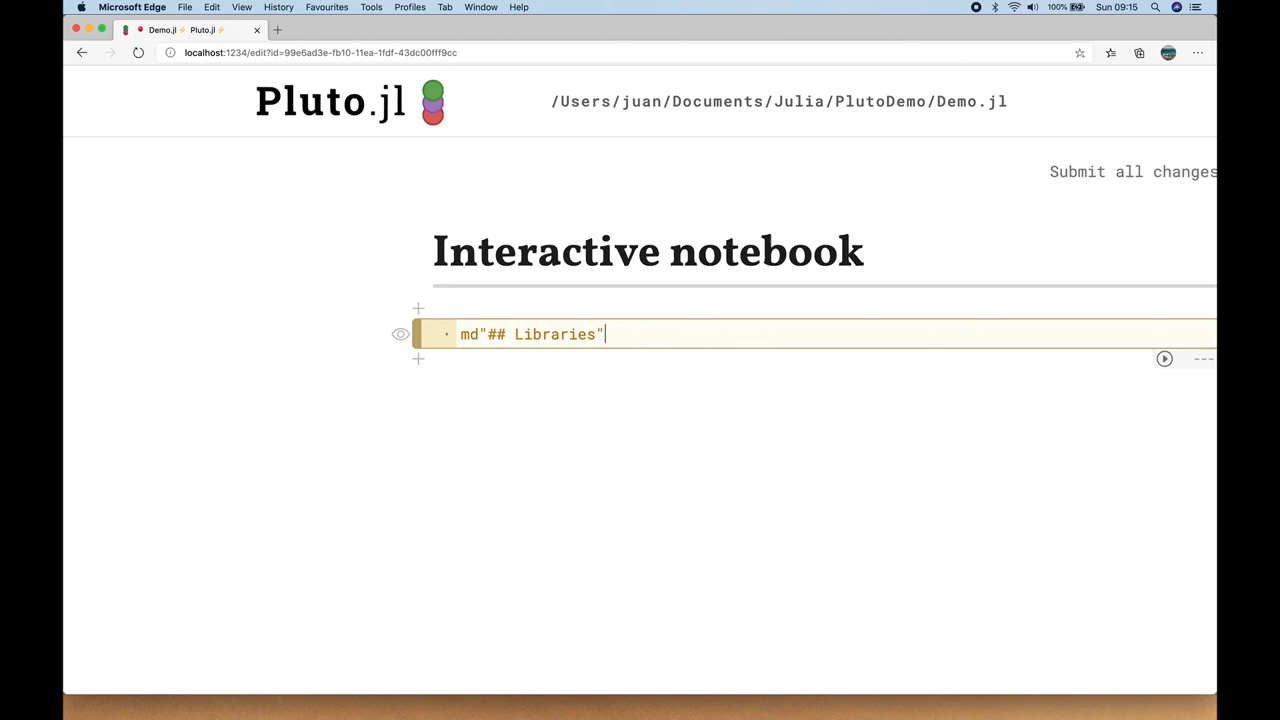 Microsoft Edge File Edit View History Favourites Tools Profiles Tab Window Help 100% Sun 09:15
Demo.jl⚡ Pluto.jl⚡
localhost:1234/edit?id=99e6ad3e-fb10-11ea-1fdf-43dc00fff9cc
Pluto.jl /Users/juan/Documents/Julia/PlutoDemo/Demo.jl
Submit all changes
Interactive notebook
md"## Libraries"
---